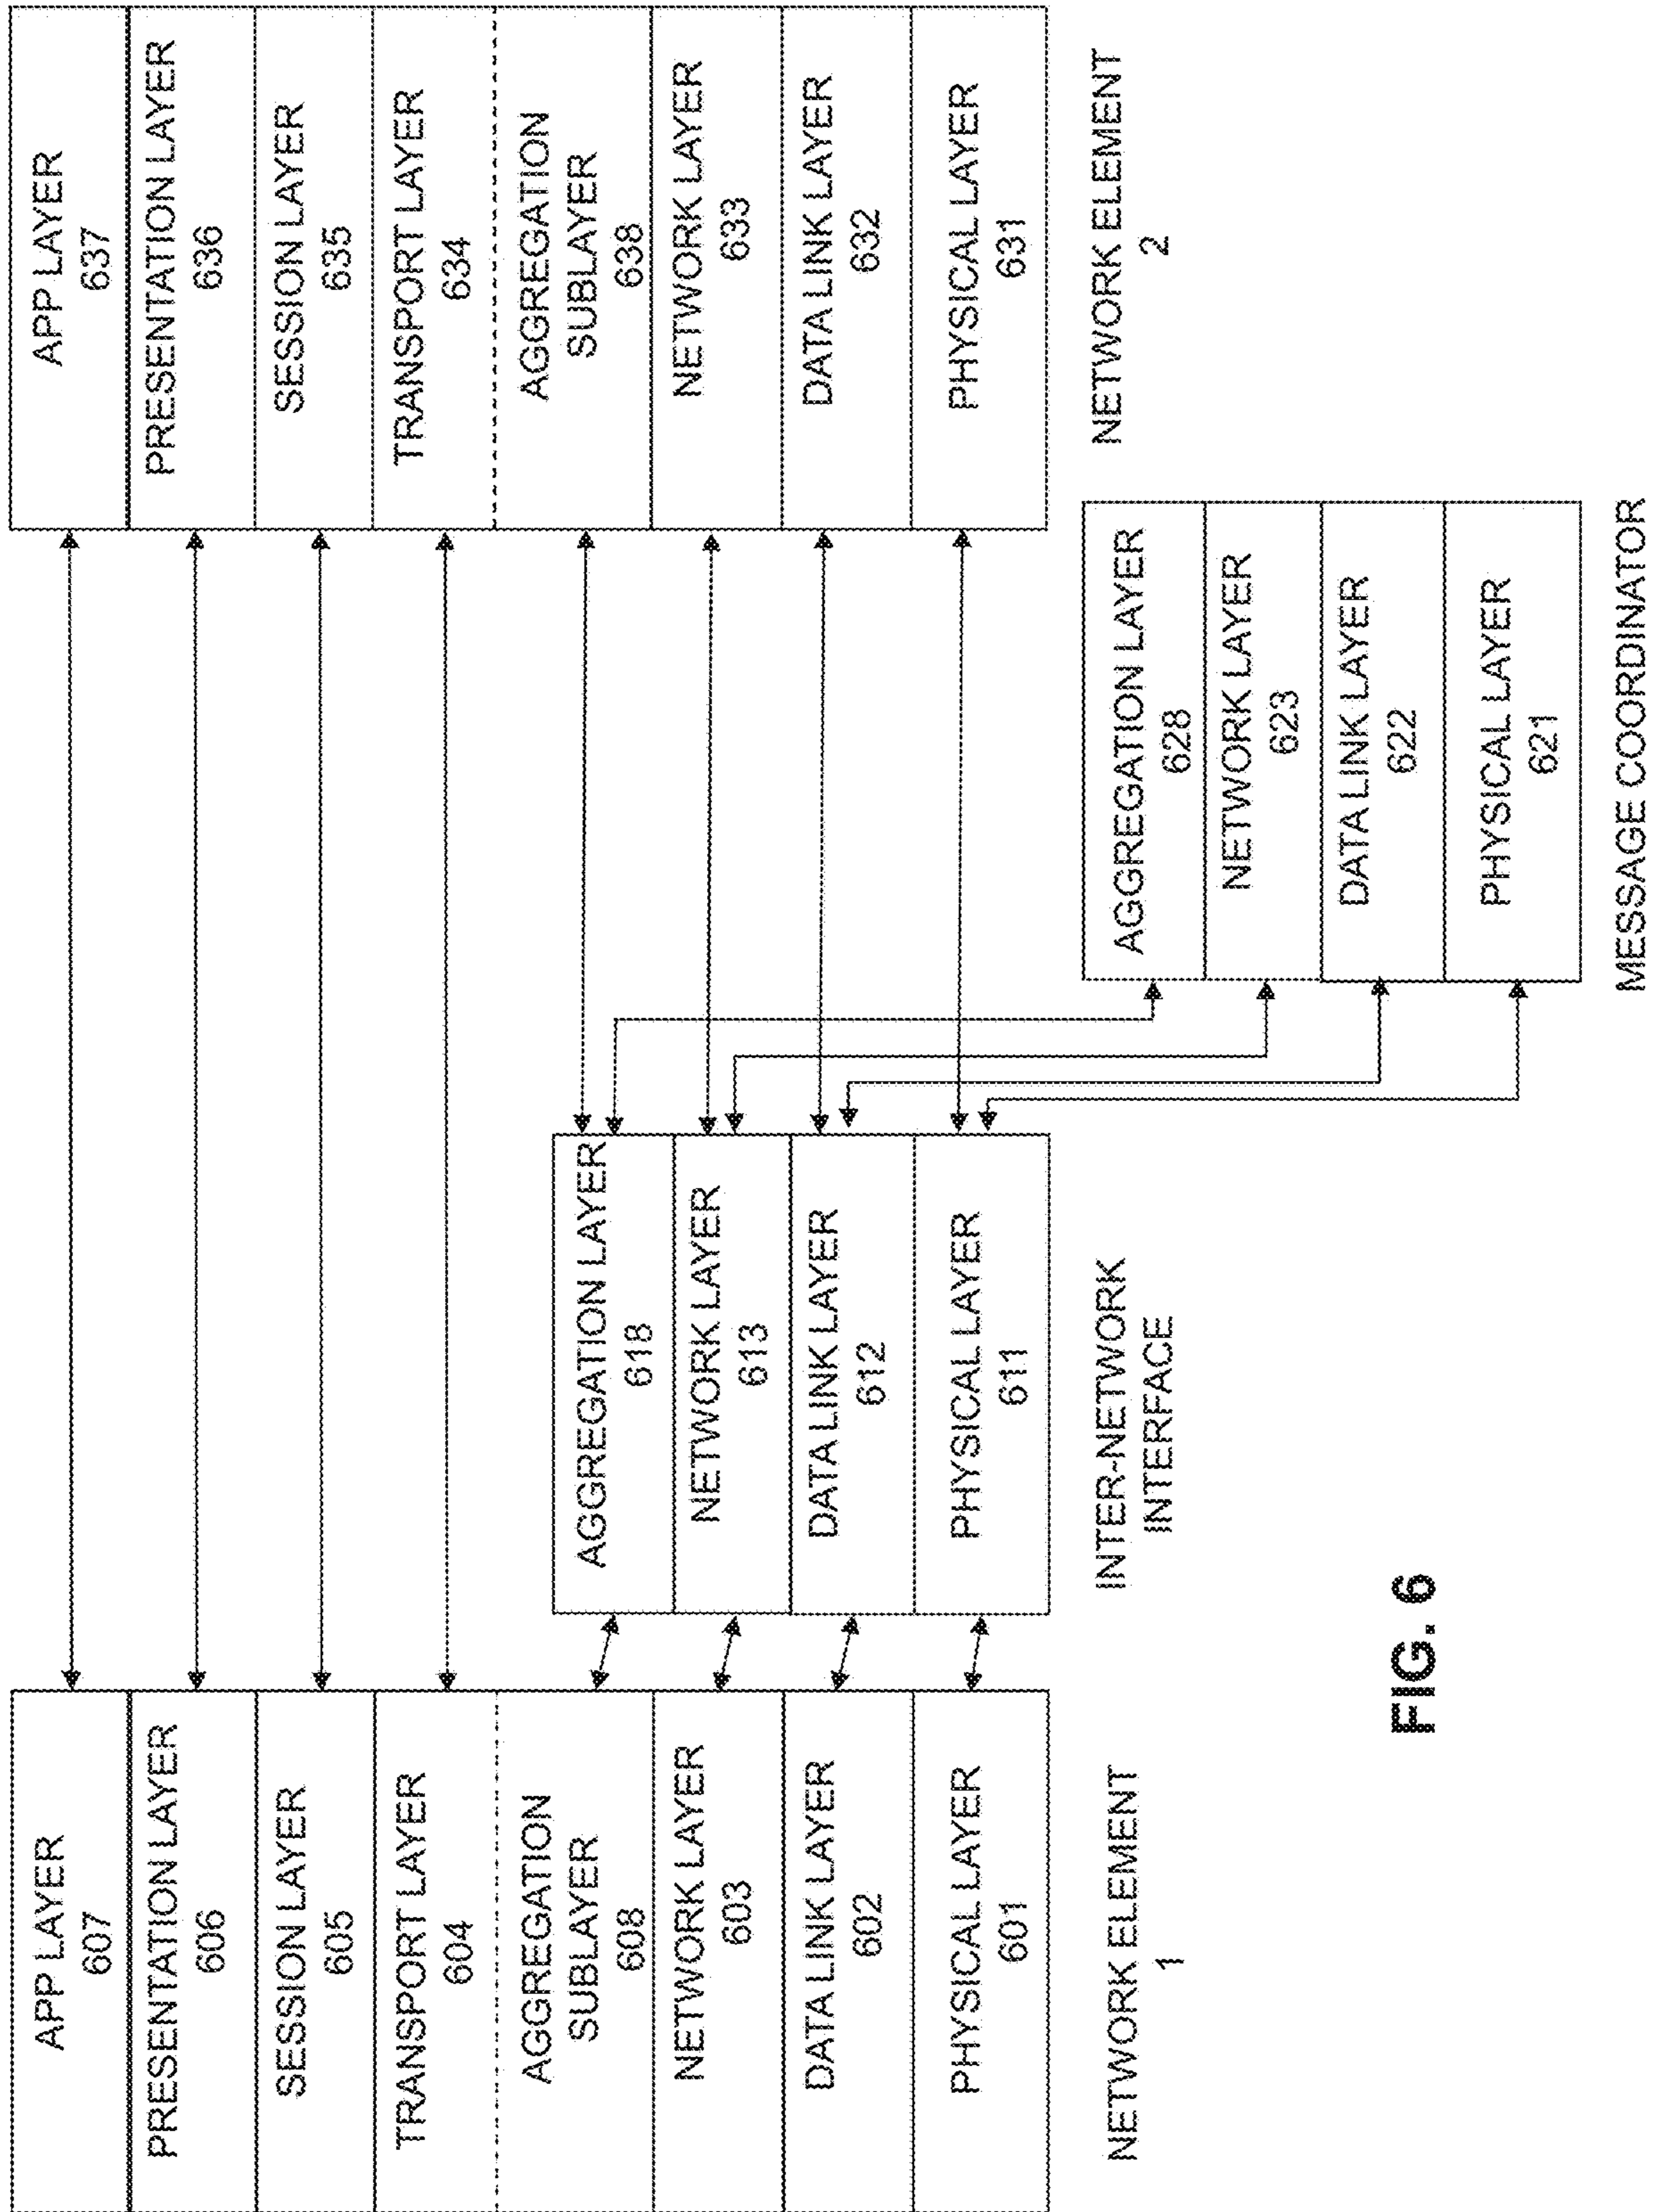 APP LAYER
607
PRESENTATION LAYER
606
SESSION LAYER
605
TRANSPORT LAYER
604
AGGREGATION
SUBLAYER
608
NETWORK LAYER
603
DATA LINK LAYER
602
PHYSICAL LAYER
601
NETWORK ELEMENT
1
AGGREGATION LAYER
618
NETWORK LAYER
613
DATA LINK LAYER
612
PHYSICAL LAYER
611
INTER-NETWORK
INTERFACE
APP LAYER
637
PRESENTATION LAYER
636
SESSION LAYER
635
TRANSPORT LAYER
634
AGGREGATION
SUBLAYER
638
NETWORK LAYER
633
DATA LINK LAYER
632
PHYSICAL LAYER
631
NETWORK ELEMENT
2
AGGREGATION LAYER
628
NETWORK LAYER
623
DATA LINK LAYER
622
PHYSICAL LAYER
621
MESSAGE COORDINATOR
FIG. 6